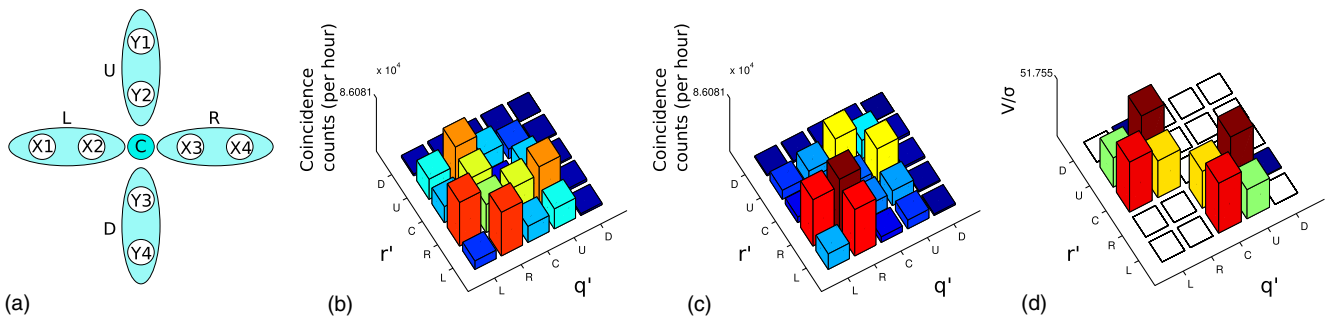 Y1
U
Y2
L
R
X1
X2
C
X3
X4
Y3
D
Y4
(a)
Coincidence
counts (per hour)
x 10⁴
8.6081
D
U
C
R
L
r'
L
R
C
U
D
q'
(b)
Coincidence
counts (per hour)
x 10⁴
8.6081
D
U
C
R
L
r'
L
R
C
U
D
q'
(c)
V/σ
51.755
D
U
C
R
L
r'
L
R
C
U
D
q'
(d)